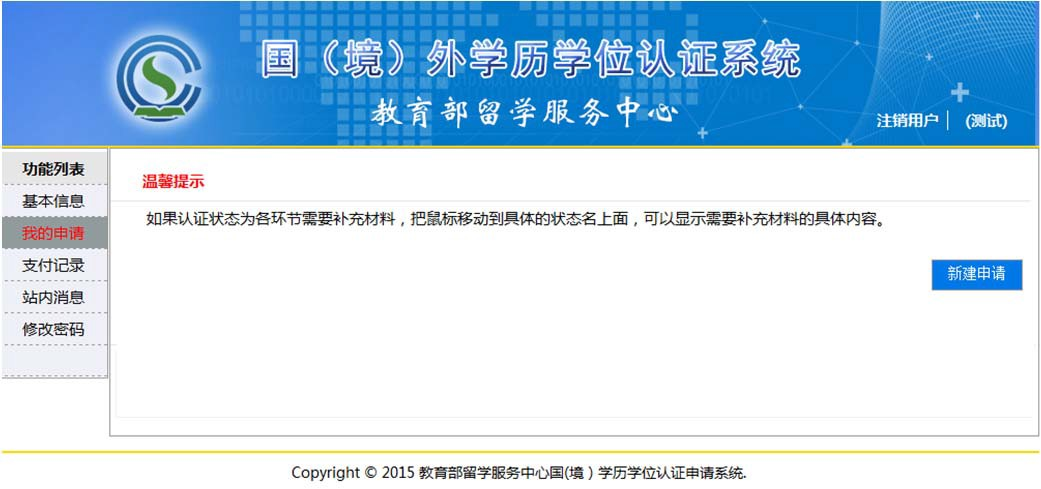 国（境）外学历学位认证系统
教育部留学服务中心
注销用户 | (测试)
功能列表
基本信息
我的申请
支付记录
站内消息
修改密码
温馨提示
如果认证状态为各环节需要补充材料，把鼠标移动到具体的状态名上面，可以显示需要补充材料的具体内容。
新建申请
Copyright © 2015 教育部留学服务中心国(境）学历学位认证申请系统.